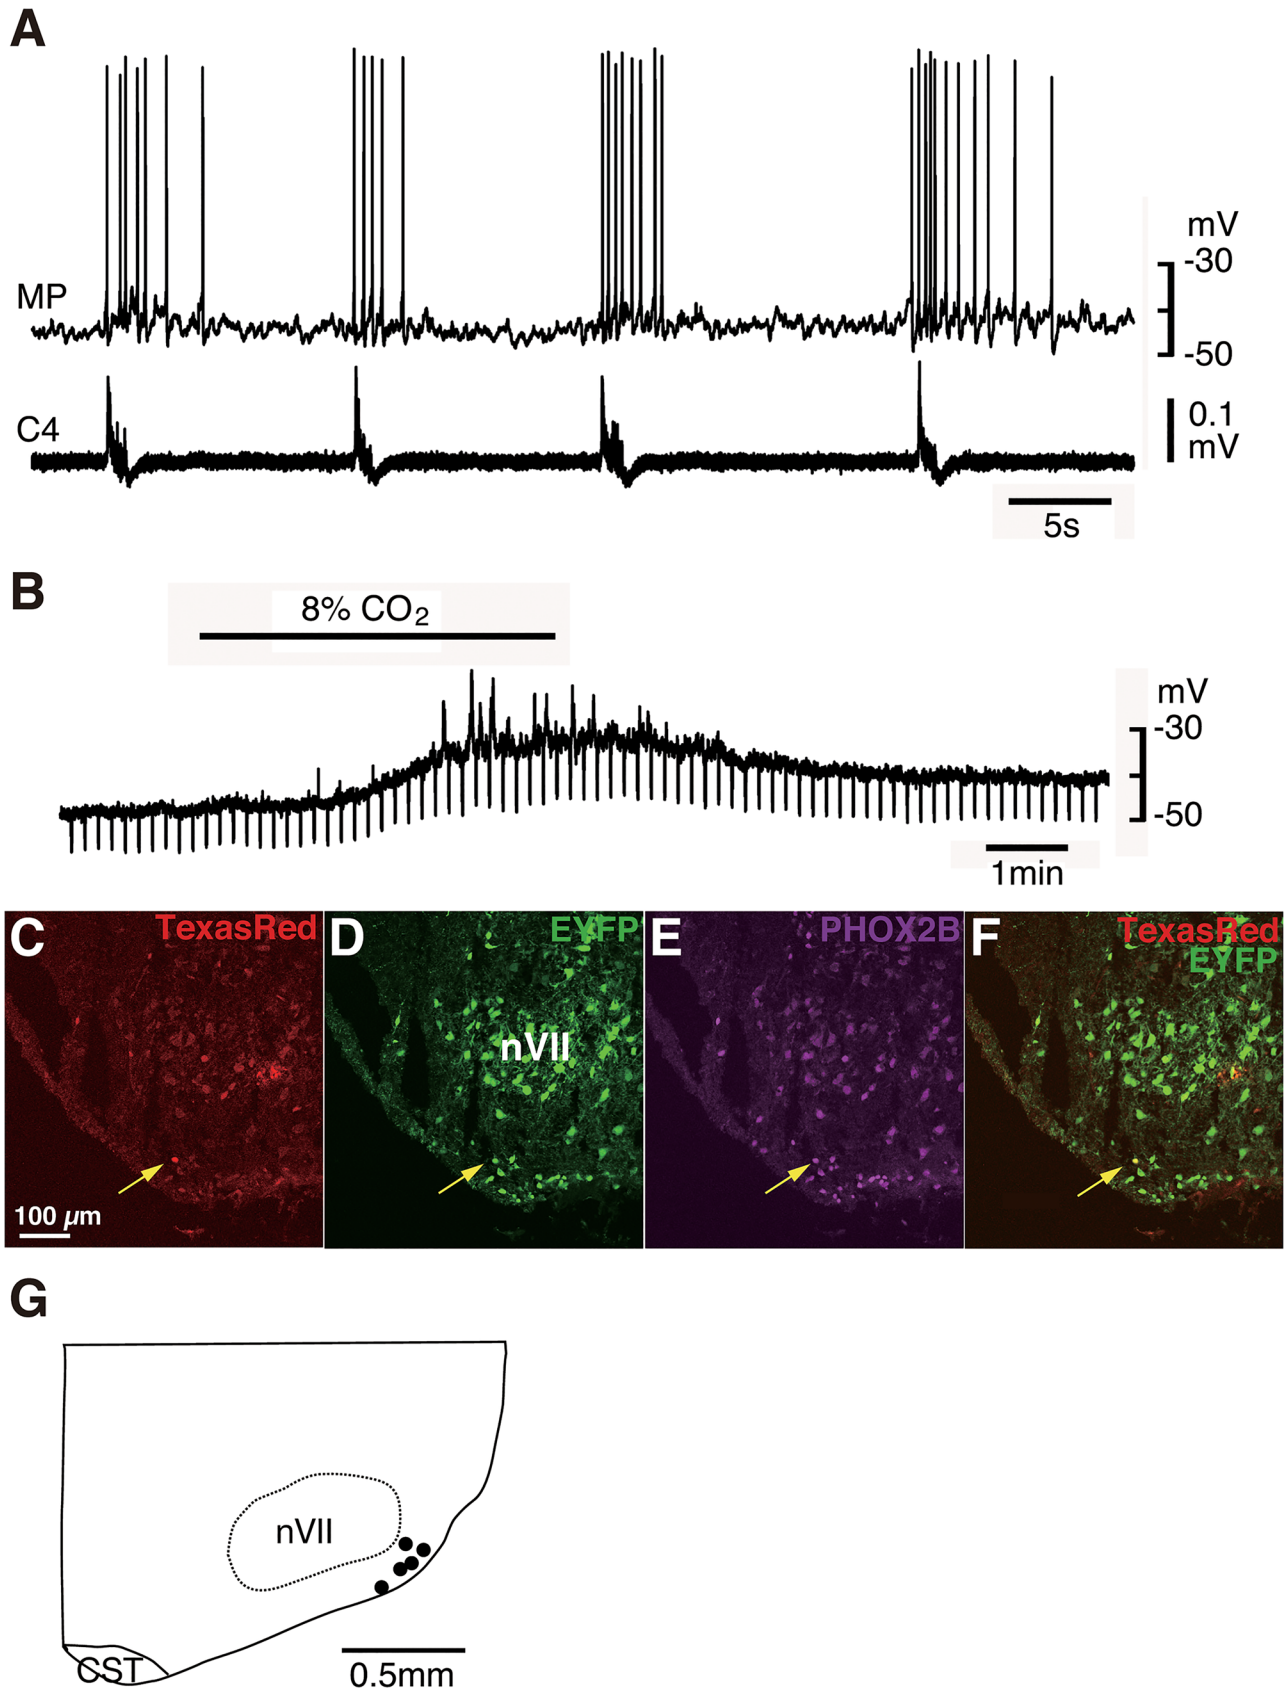 A
mV
-30
MP
-50
C4
0.1
mV
5s
B
8% CO₂
mV
-30
-50
1min
C TexasRed D EYFP E PHOX2B F TexasRed
EYFP
nVII
100 µm
G
nVII
CST
0.5mm